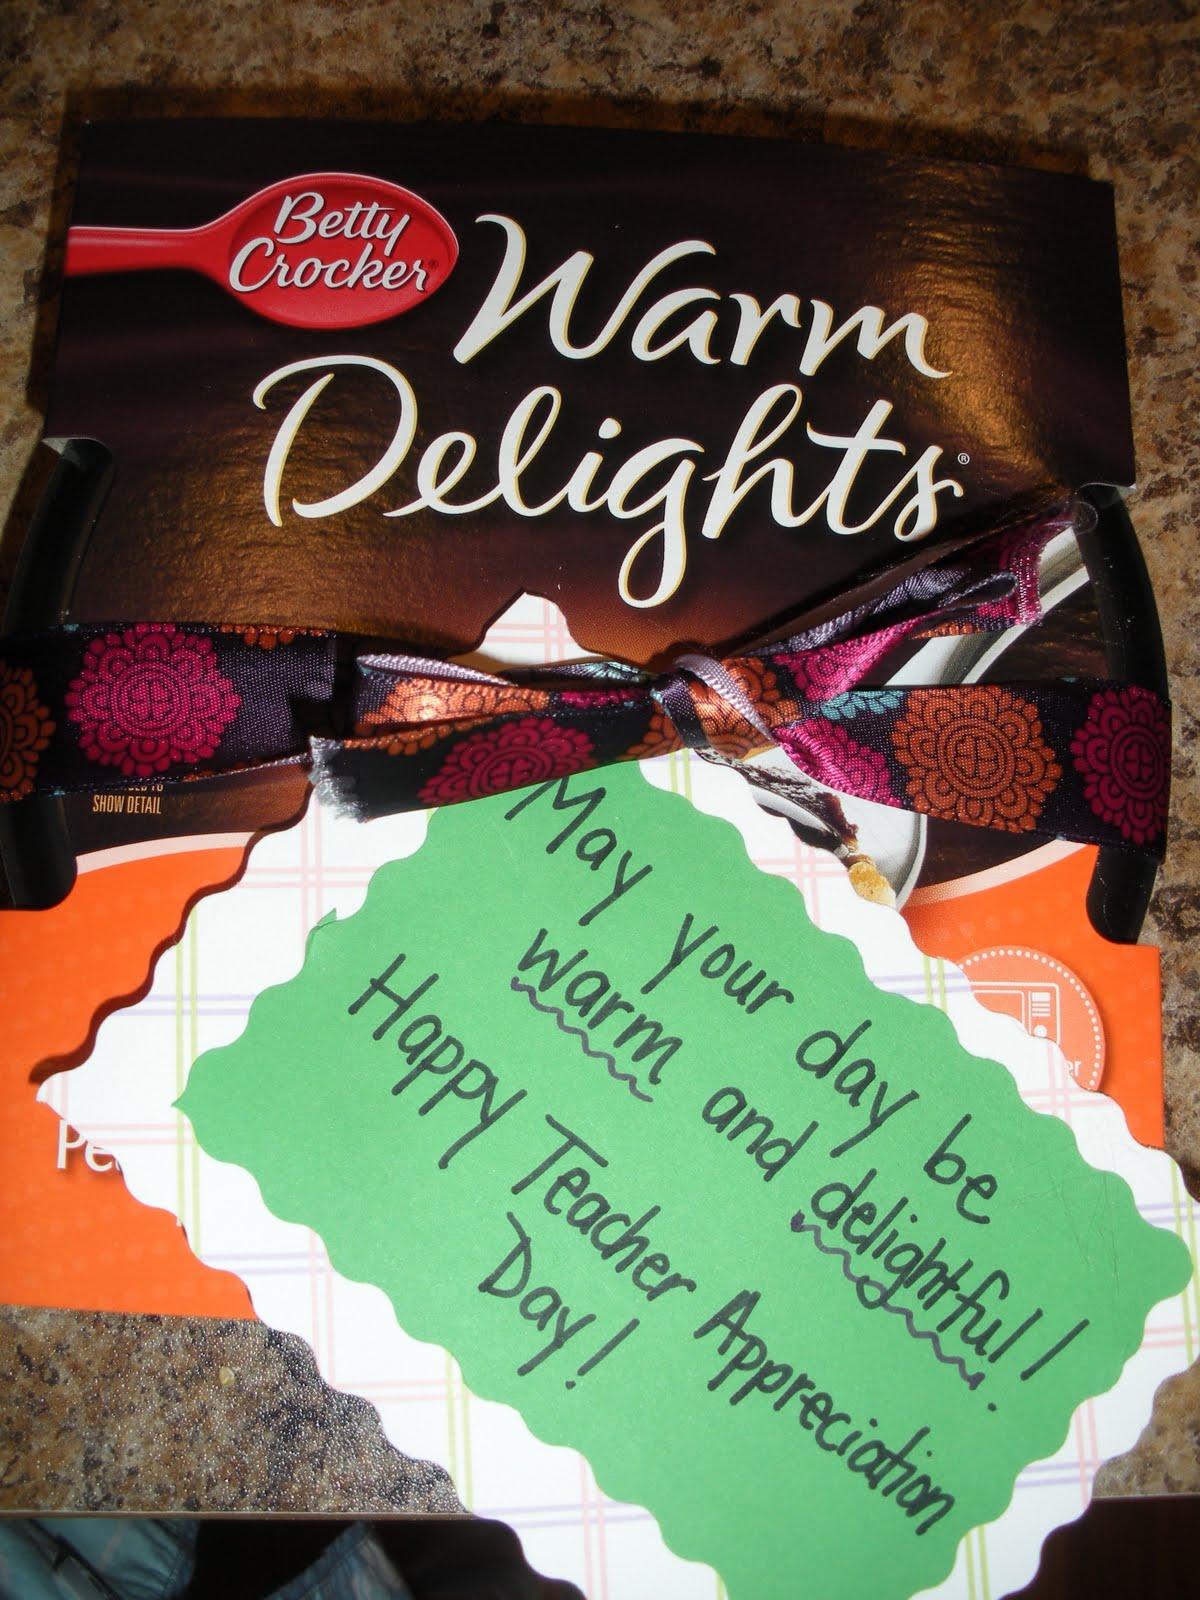 Betty
Crocker®
Warm
Delights®
SHOW DETAIL
May your day be
warm and delightful!
Happy Teacher Appreciation
Day!